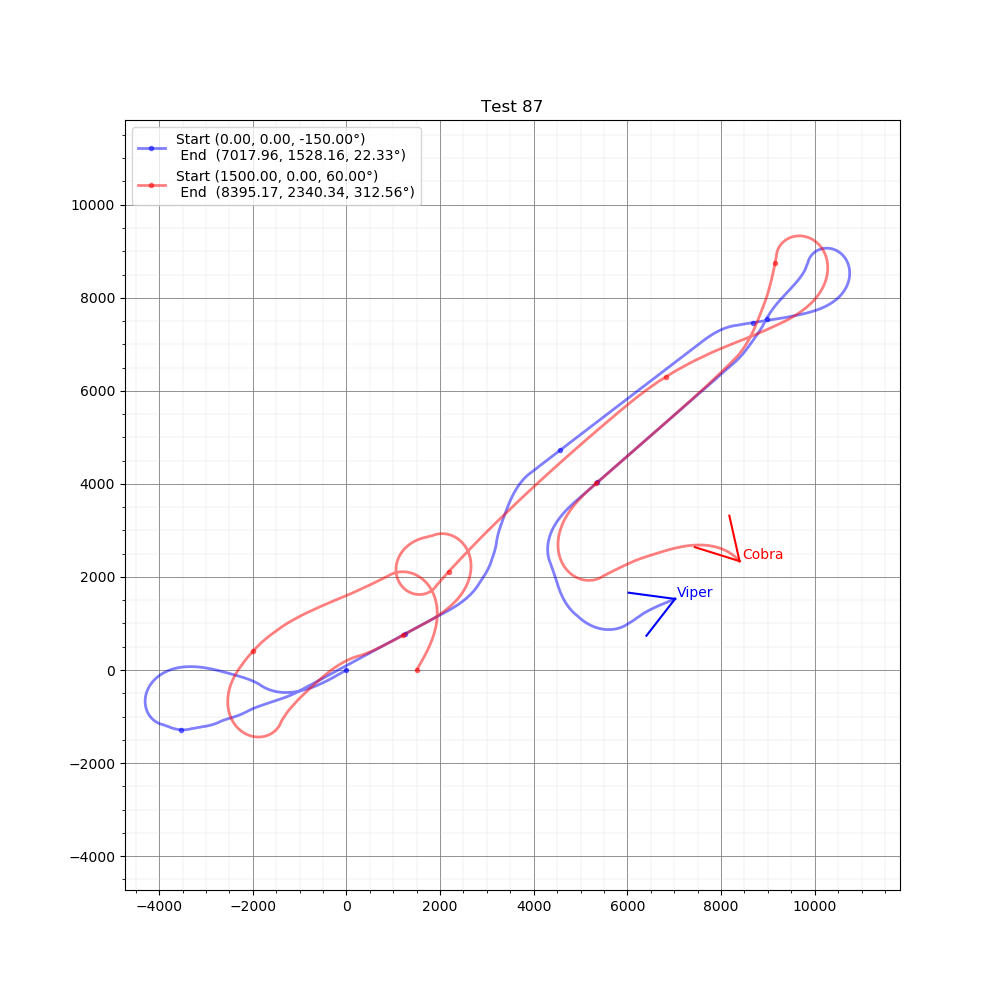 Test 87
Start (0.00, 0.00, -150.00°)
End  (7017.96, 1528.16, 22.33°)
Start (1500.00, 0.00, 60.00°)
End  (8395.17, 2340.34, 312.56°)
10000
8000
6000
4000
2000
0
−2000
−4000
Cobra
Viper
−4000 −2000 0 2000 4000 6000 8000 10000